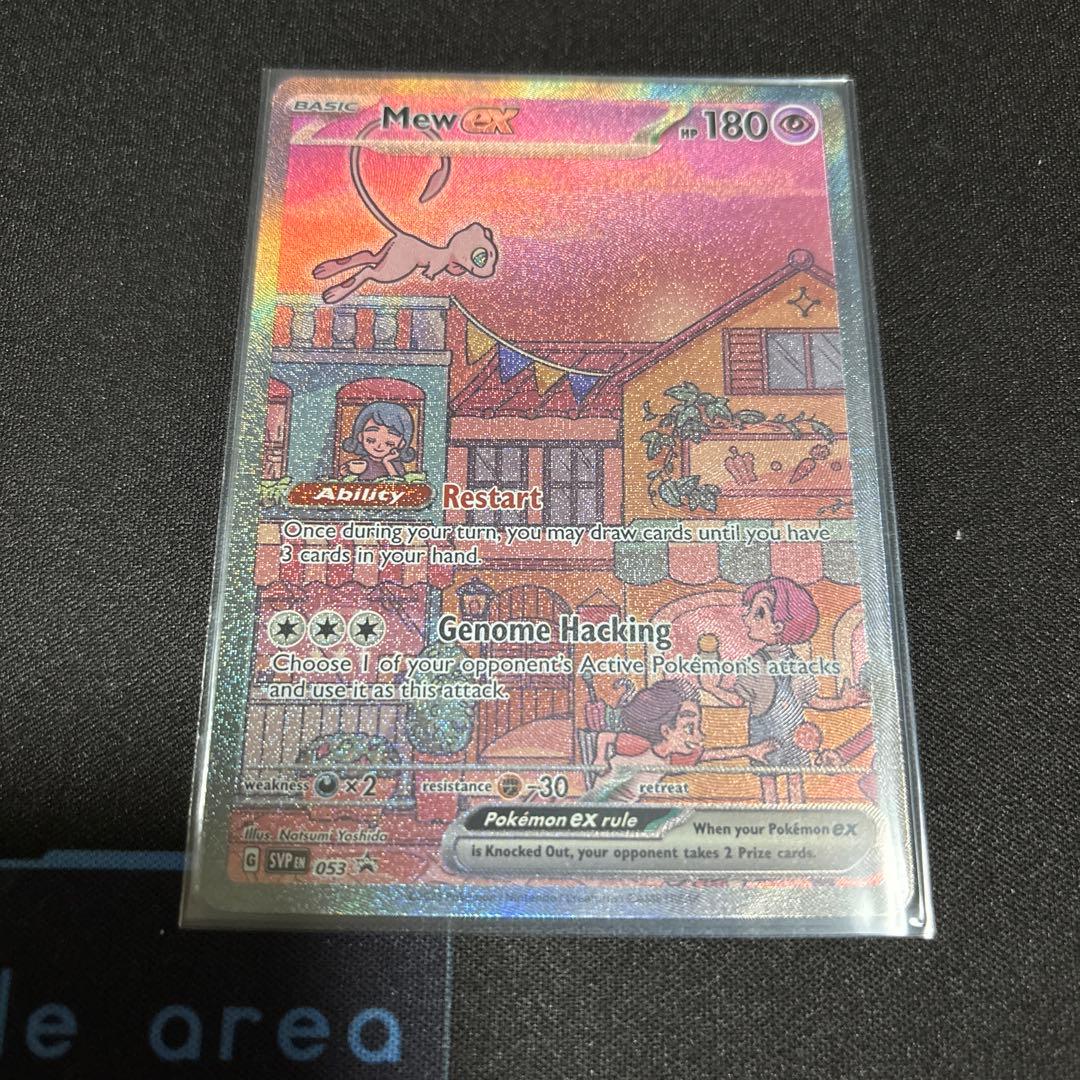 BASIC Mew ex HP 180
Ability Restart
Once during your turn, you may draw cards until you have
3 cards in your hand.
Genome Hacking
Choose 1 of your opponent's Active Pokémon's attacks
and use it as this attack.
weakness ×2 resistance -30 retreat
Pokémon ex rule
When your Pokémon ex
is Knocked Out, your opponent takes 2 Prize cards.
Illus. Natsumi Yoshida
G SVP EN 053
area